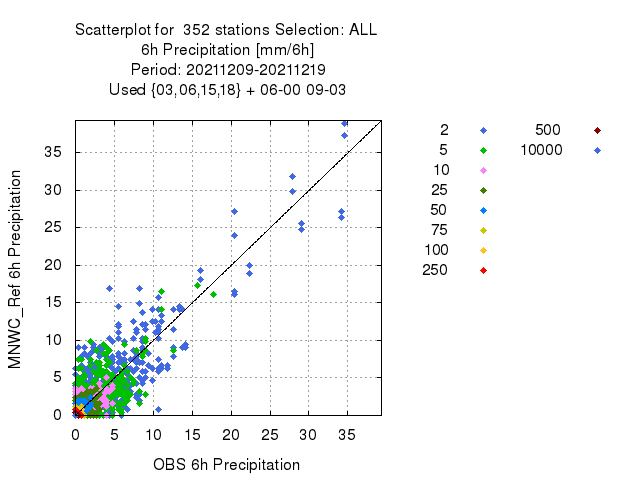 Scatterplot for 352 stations Selection: ALL
6h Precipitation [mm/6h]
Period: 20211209-20211219
Used {03,06,15,18} + 06-00 09-03
MNWC_Ref 6h Precipitation
35
30
25
20
15
10
5
0
0 5 10 15 20 25 30 35
OBS 6h Precipitation
2 500
5 10000
10
25
50
75
100
250